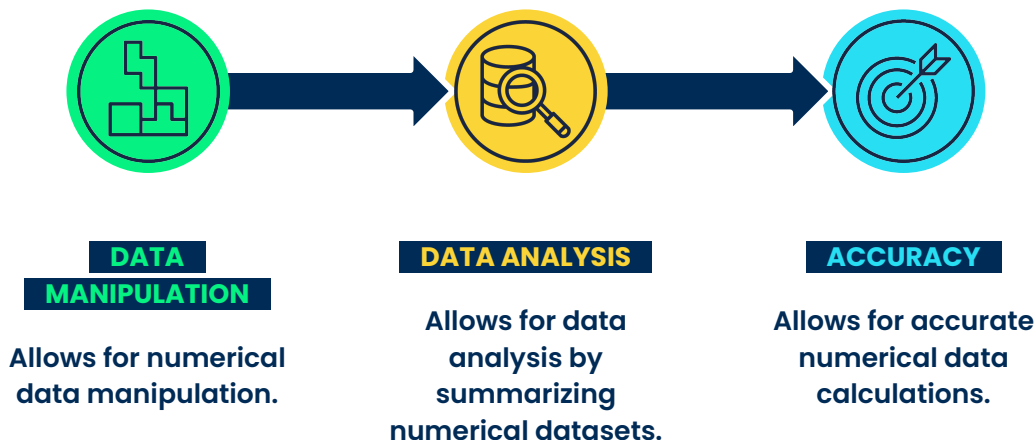 DATA
MANIPULATION
Allows for numerical
data manipulation.
DATA ANALYSIS
Allows for data
analysis by
summarizing
numerical datasets.
ACCURACY
Allows for accurate
numerical data
calculations.